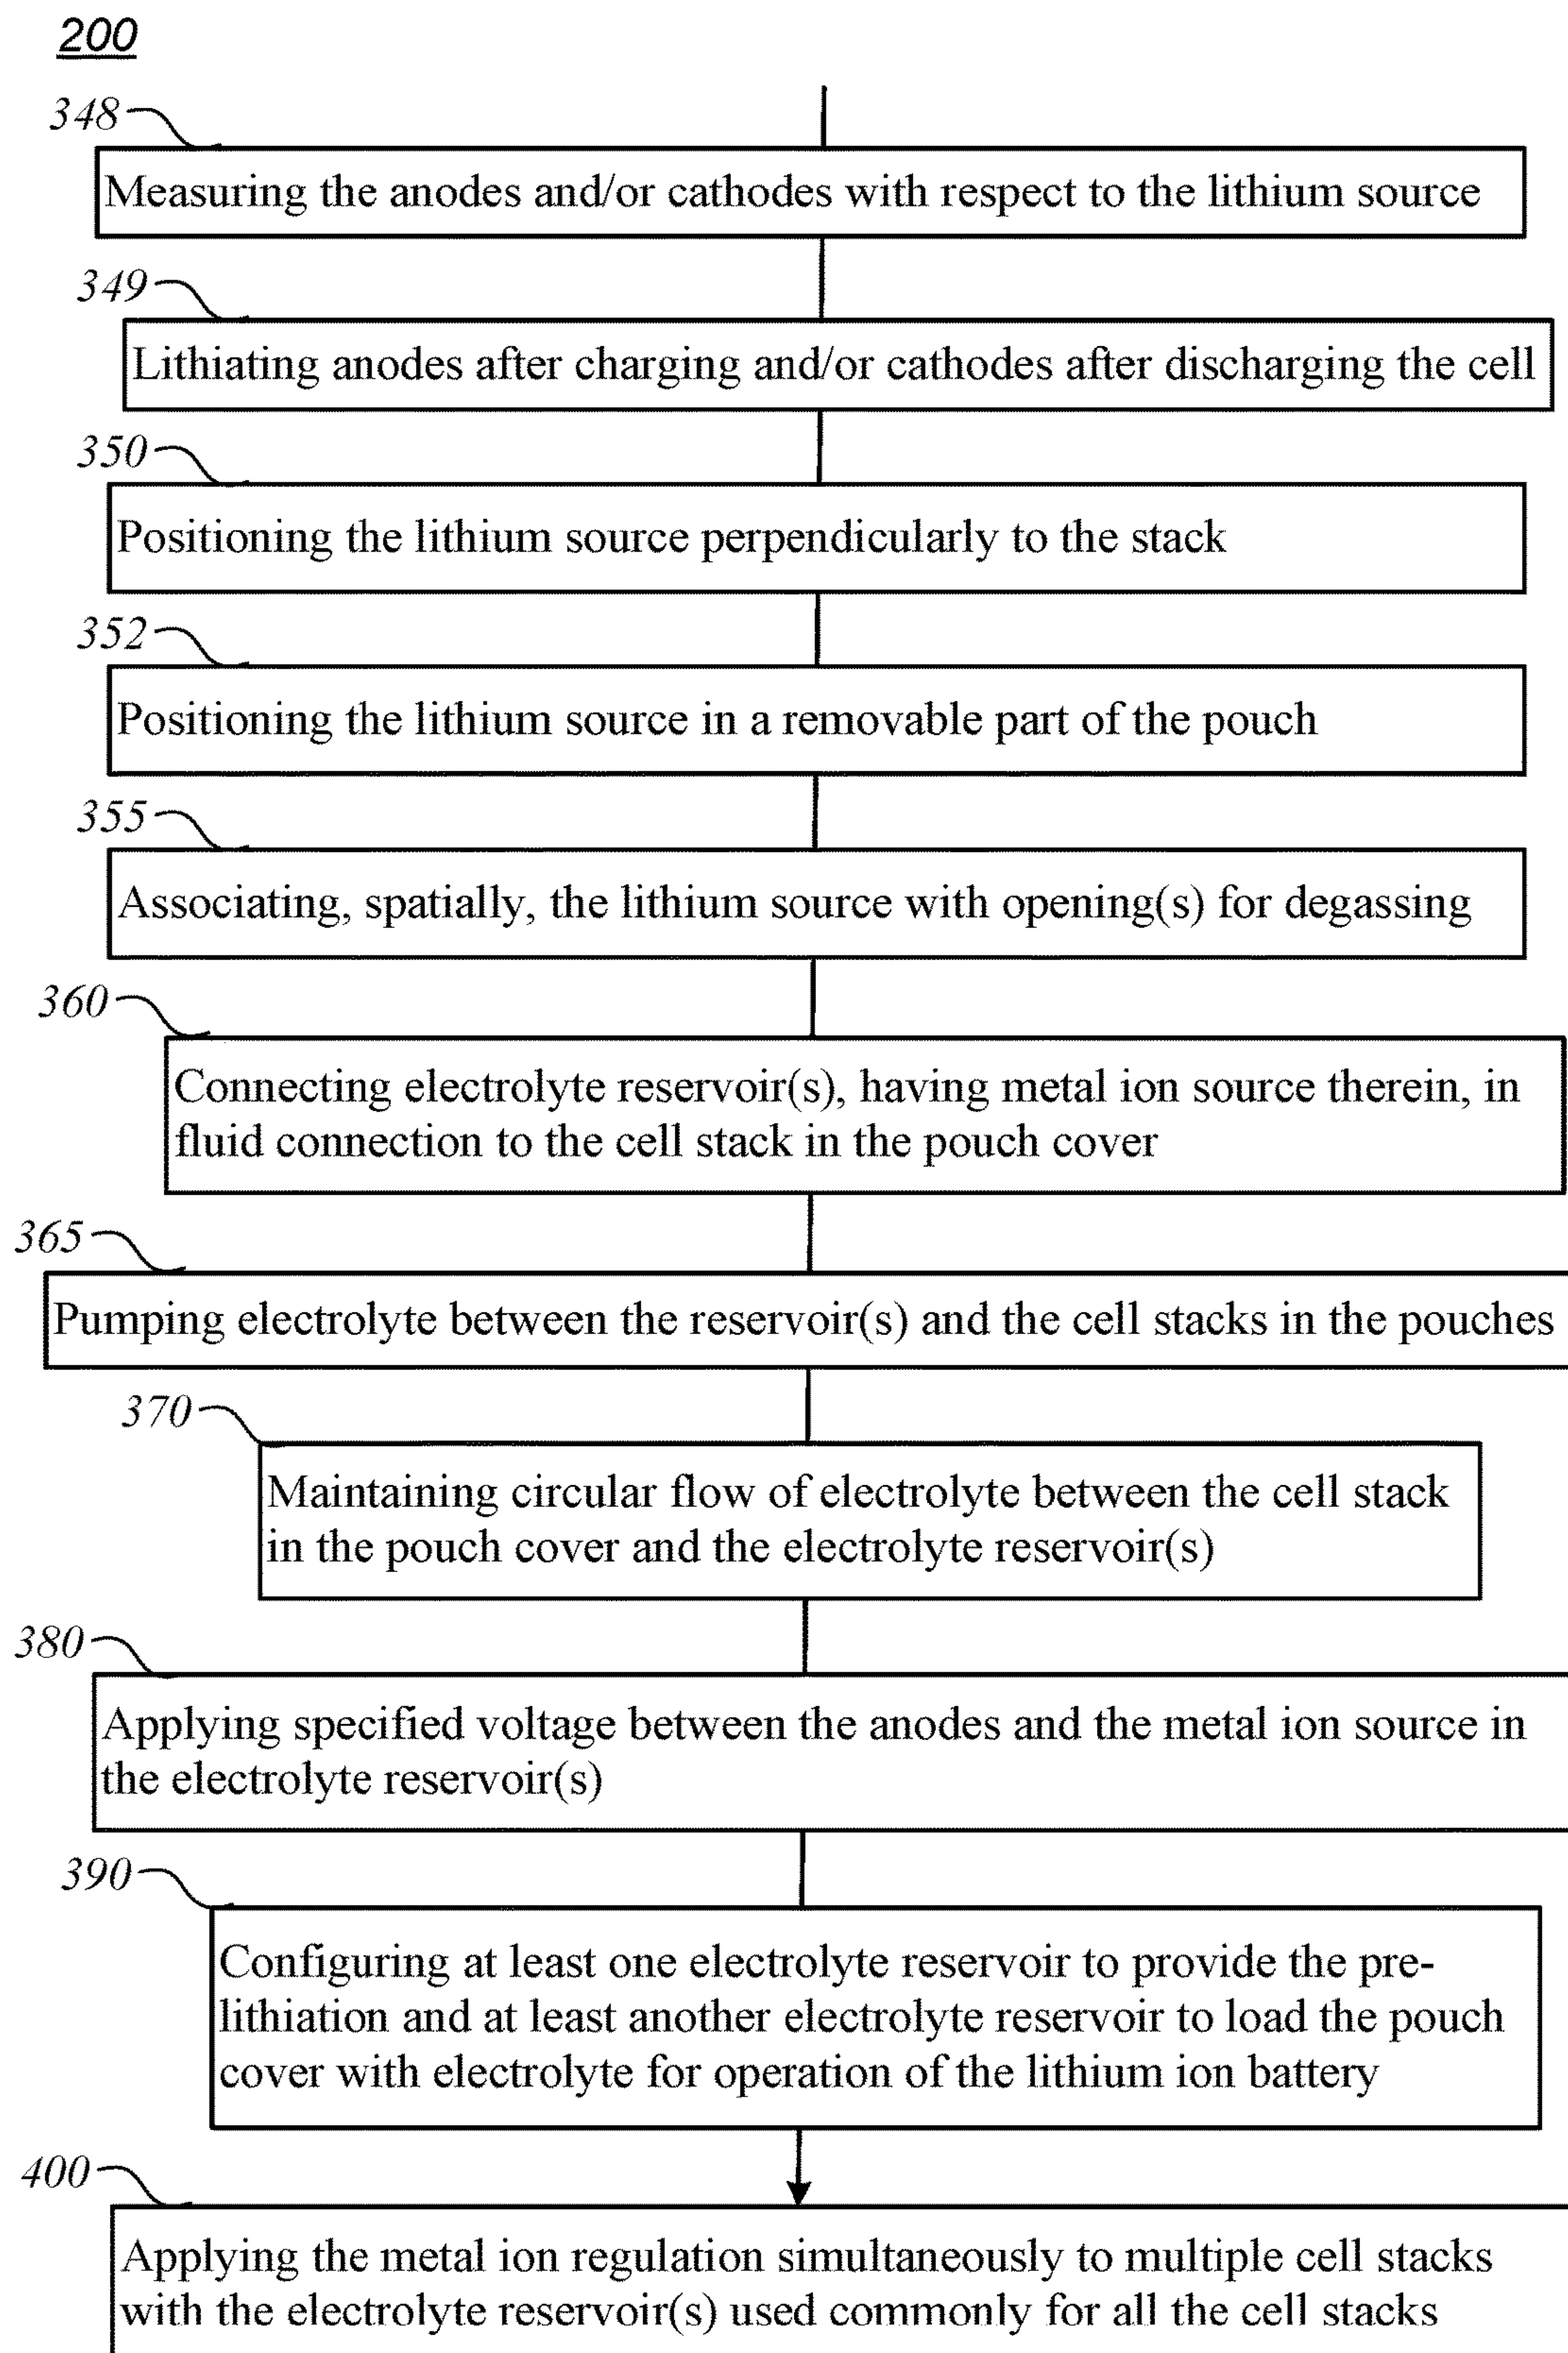 200
348
Measuring the anodes and/or cathodes with respect to the lithium source
349
Lithiating anodes after charging and/or cathodes after discharging the cell
350
Positioning the lithium source perpendicularly to the stack
352
Positioning the lithium source in a removable part of the pouch
355
Associating, spatially, the lithium source with opening(s) for degassing
360
Connecting electrolyte reservoir(s), having metal ion source therein, in
fluid connection to the cell stack in the pouch cover
365
Pumping electrolyte between the reservoir(s) and the cell stacks in the pouches
370
Maintaining circular flow of electrolyte between the cell stack
in the pouch cover and the electrolyte reservoir(s)
380
Applying specified voltage between the anodes and the metal ion source in
the electrolyte reservoir(s)
390
Configuring at least one electrolyte reservoir to provide the pre-
lithiation and at least another electrolyte reservoir to load the pouch
cover with electrolyte for operation of the lithium ion battery
400
Applying the metal ion regulation simultaneously to multiple cell stacks
with the electrolyte reservoir(s) used commonly for all the cell stacks